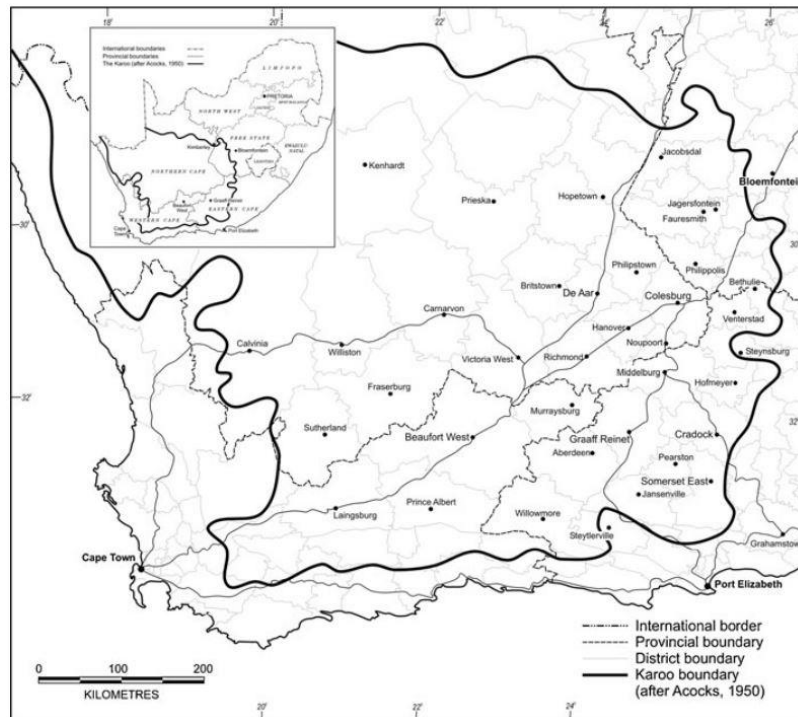 18'
20'
22'
24'
26'
International boundaries
Provincial boundaries
The Karoo (after Acocks, 1950)
LIMPOPO
PRETORIA
NORTH WEST
FREE STATE
Kimberley
Bloemfontein
KWAZULU-
NATAL
NORTHERN CAPE
Beaufort
West
Graaff Reinet
EASTERN CAPE
WESTERN CAPE
Cape
Town
Port Elizabeth
Kenhardt
Jacobsdal
Bloemfontein
Prieska
Hopetown
Jagersfontein
Fauresmith
30'
30'
Philipstown
Philippolis
Britstown
De Aar
Bethulie
Colesburg
Venterstad
Carnarvon
Hanover
Noupoort
Calvinia
Williston
Victoria West
Richmond
Steynsburg
Middelburg
Hofmeyer
32'
32'
Fraserburg
Murraysburg
Sutherland
Beaufort West
Graaff Reinet
Cradock
Aberdeen
Pearston
Somerset East
Jansenville
Laingsburg
Prince Albert
Willowmore
Steytlerville
Grahamstown
Cape Town
Port Elizabeth
International border
Provincial boundary
District boundary
Karoo boundary
(after Acocks, 1950)
0
100
200
KILOMETRES
20'
22'
24'